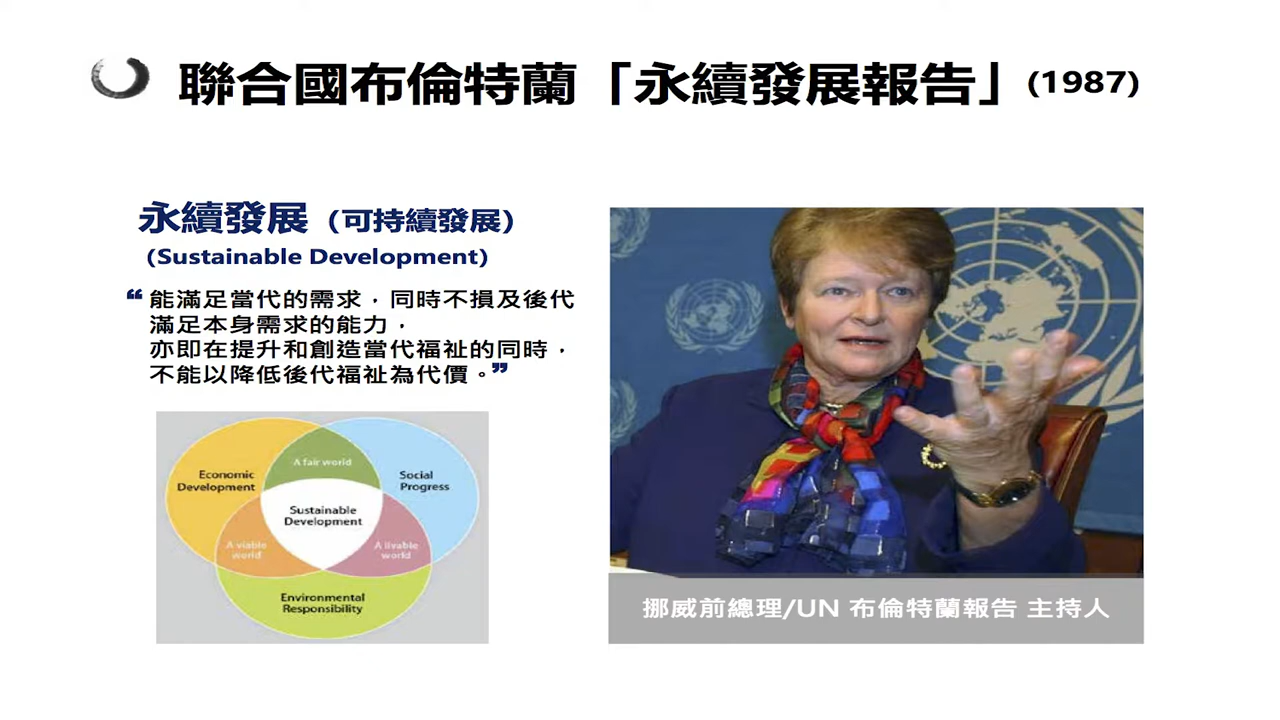 聯合國布倫特蘭「永續發展報告」(1987)
永續發展 (可持續發展)
(Sustainable Development)
“ 能滿足當代的需求，同時不損及後代
滿足本身需求的能力，
亦即在提升和創造當代福祉的同時，
不能以降低後代福祉為代價。”
A fair world
Economic
Development
Social
Progress
Sustainable
Development
A viable
world
A livable
world
Environmental
Responsibility
挪威前總理/UN 布倫特蘭報告 主持人